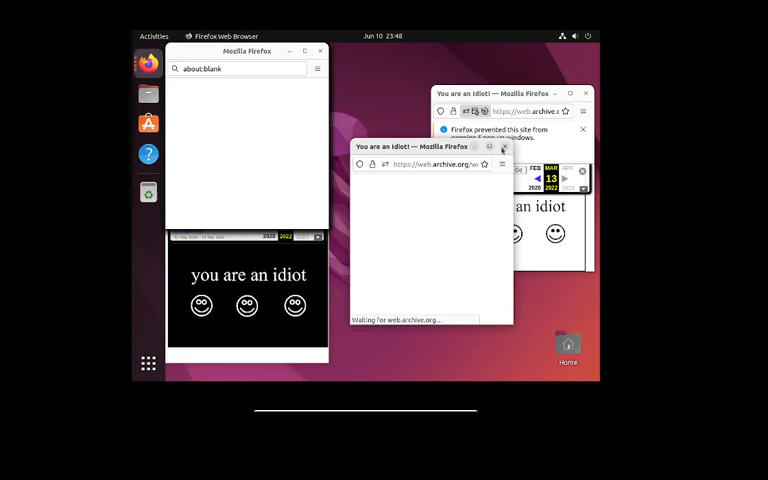 Activities
Firefox Web Browser
Jun 10 23:48
Mozilla Firefox
about:blank
You are an Idiot! — Mozilla Firefox
https://web.archive.o
Firefox prevented this site from
opening 5 pop-up windows.
You are an Idiot! — Mozilla Firefox
https://web.archive.org/w
Go
FEB
MAR
APR
13
2020
2022
2023
an idiot
2020 2022
you are an idiot
Waiting for web.archive.org...
Home